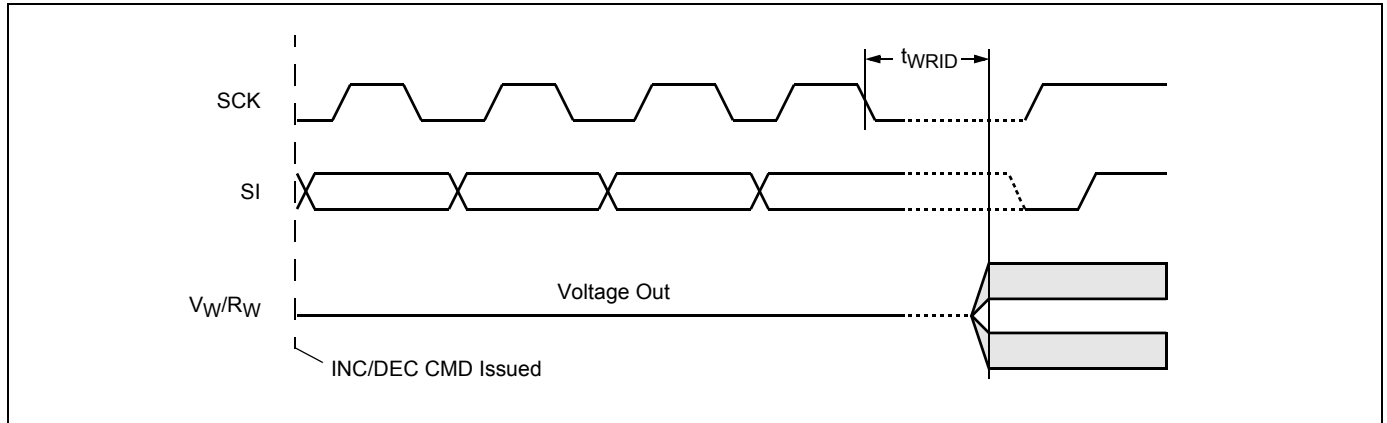 tWRID
SCK
SI
Voltage Out
VW/RW
INC/DEC CMD Issued